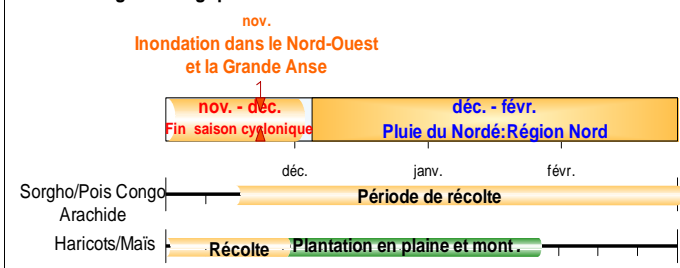 nov.
Inondation dans le Nord-Ouest
et la Grande Anse
nov. - déc.
Fin saison cyclonique
déc. - févr.
Pluie du Nordé:Région Nord
déc.
janv.
févr.
Sorgho/Pois Congo
Arachide
Période de récolte
Haricots/Maïs
Récolte
Plantation en plaine et mont .